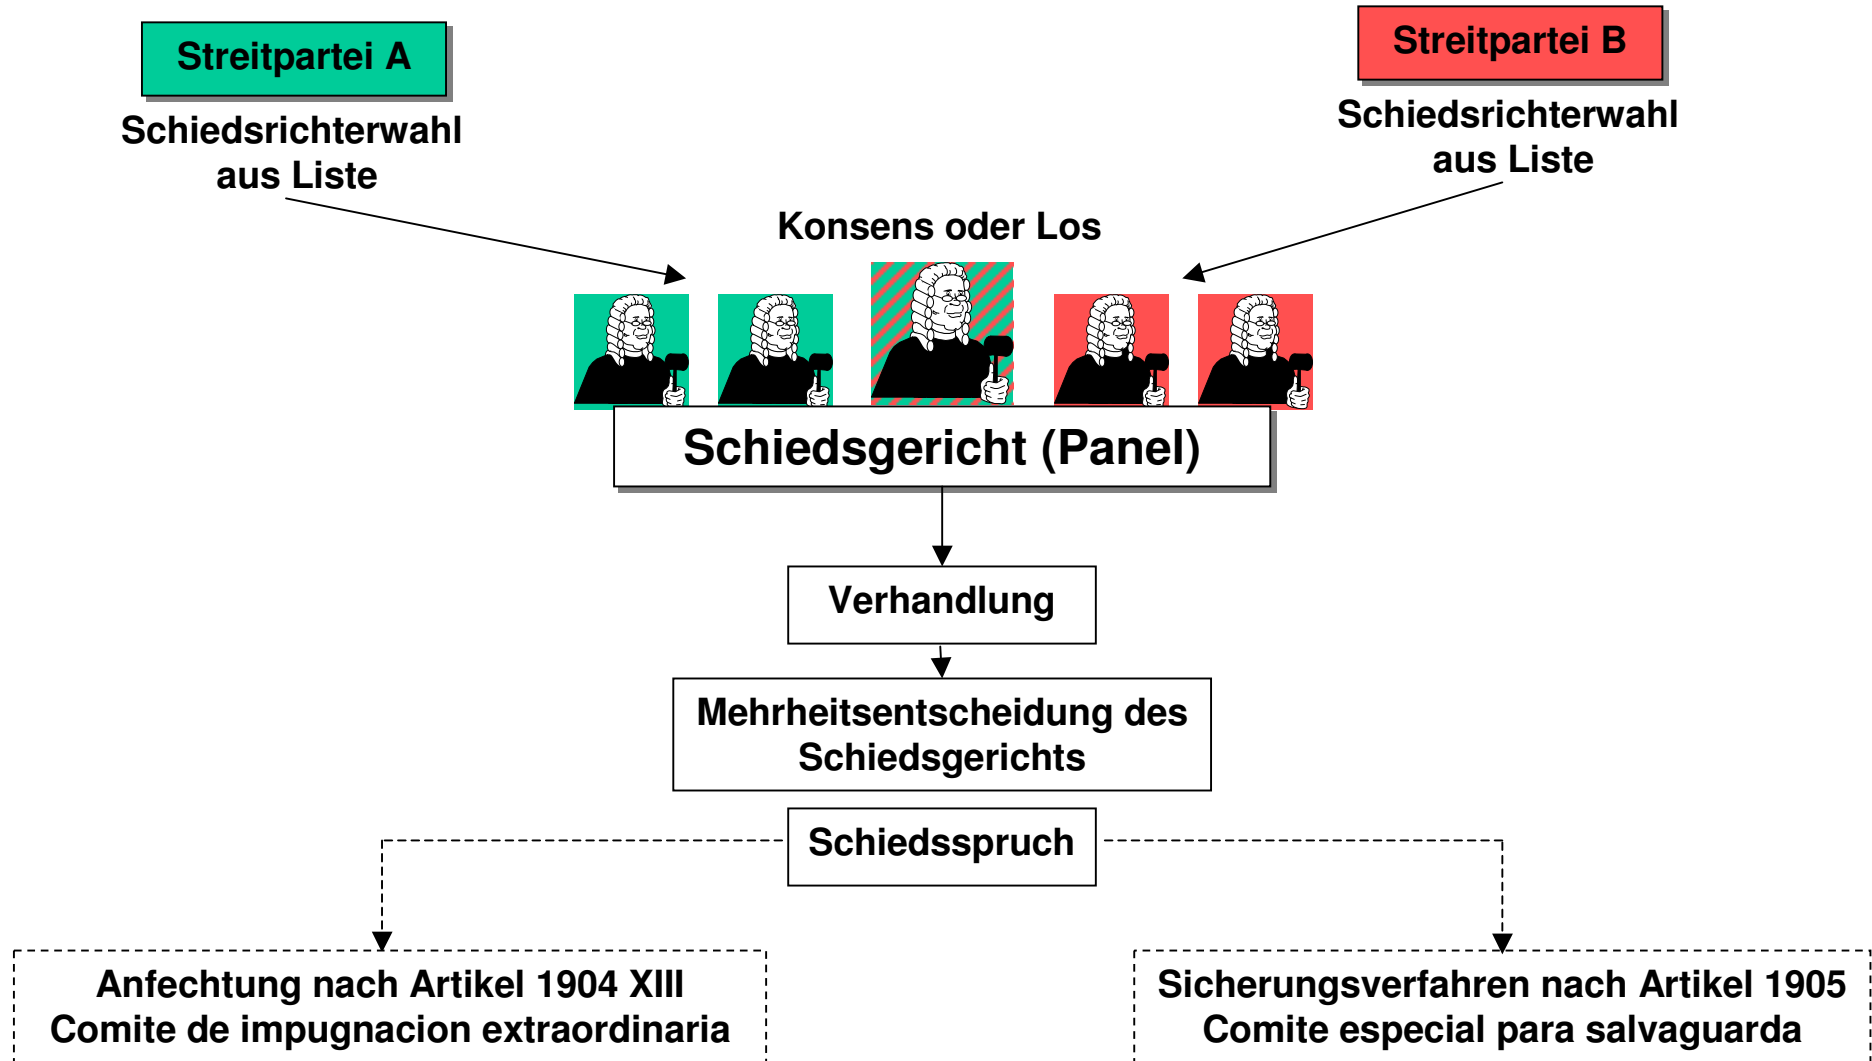 Streitpartei A
Streitpartei B
Schiedsrichterwahl
aus Liste
Schiedsrichterwahl
aus Liste
Konsens oder Los
Schiedsgericht (Panel)
Verhandlung
Mehrheitsentscheidung des
Schiedsgerichts
Schiedsspruch
Anfechtung nach Artikel 1904 XIII
Comite de impugnacion extraordinaria
Sicherungsverfahren nach Artikel 1905
Comite especial para salvaguarda